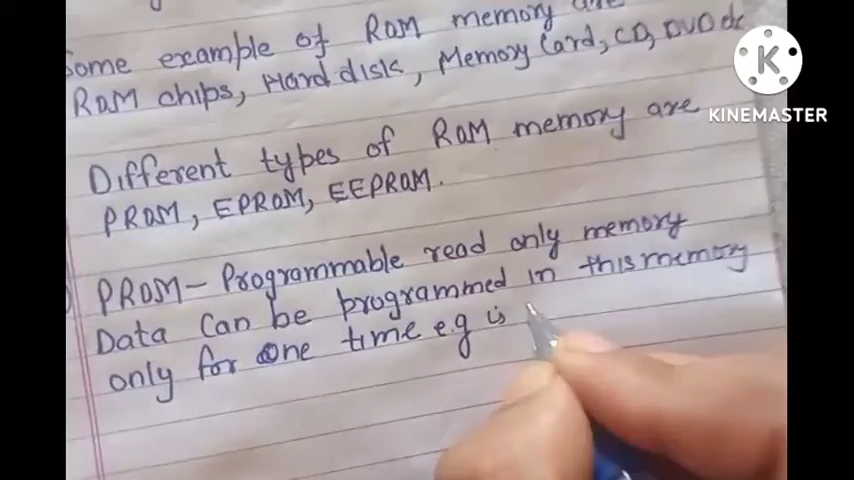 Some example of ROM memory are
ROM chips, Hard disk, Memory Card, CD, DVD etc
Different types of ROM memory are
PROM, EPROM, EEPROM.
PROM- Programmable read only memory
Data can be programmed in this memory
only for One time e.g is
K
KINEMASTER